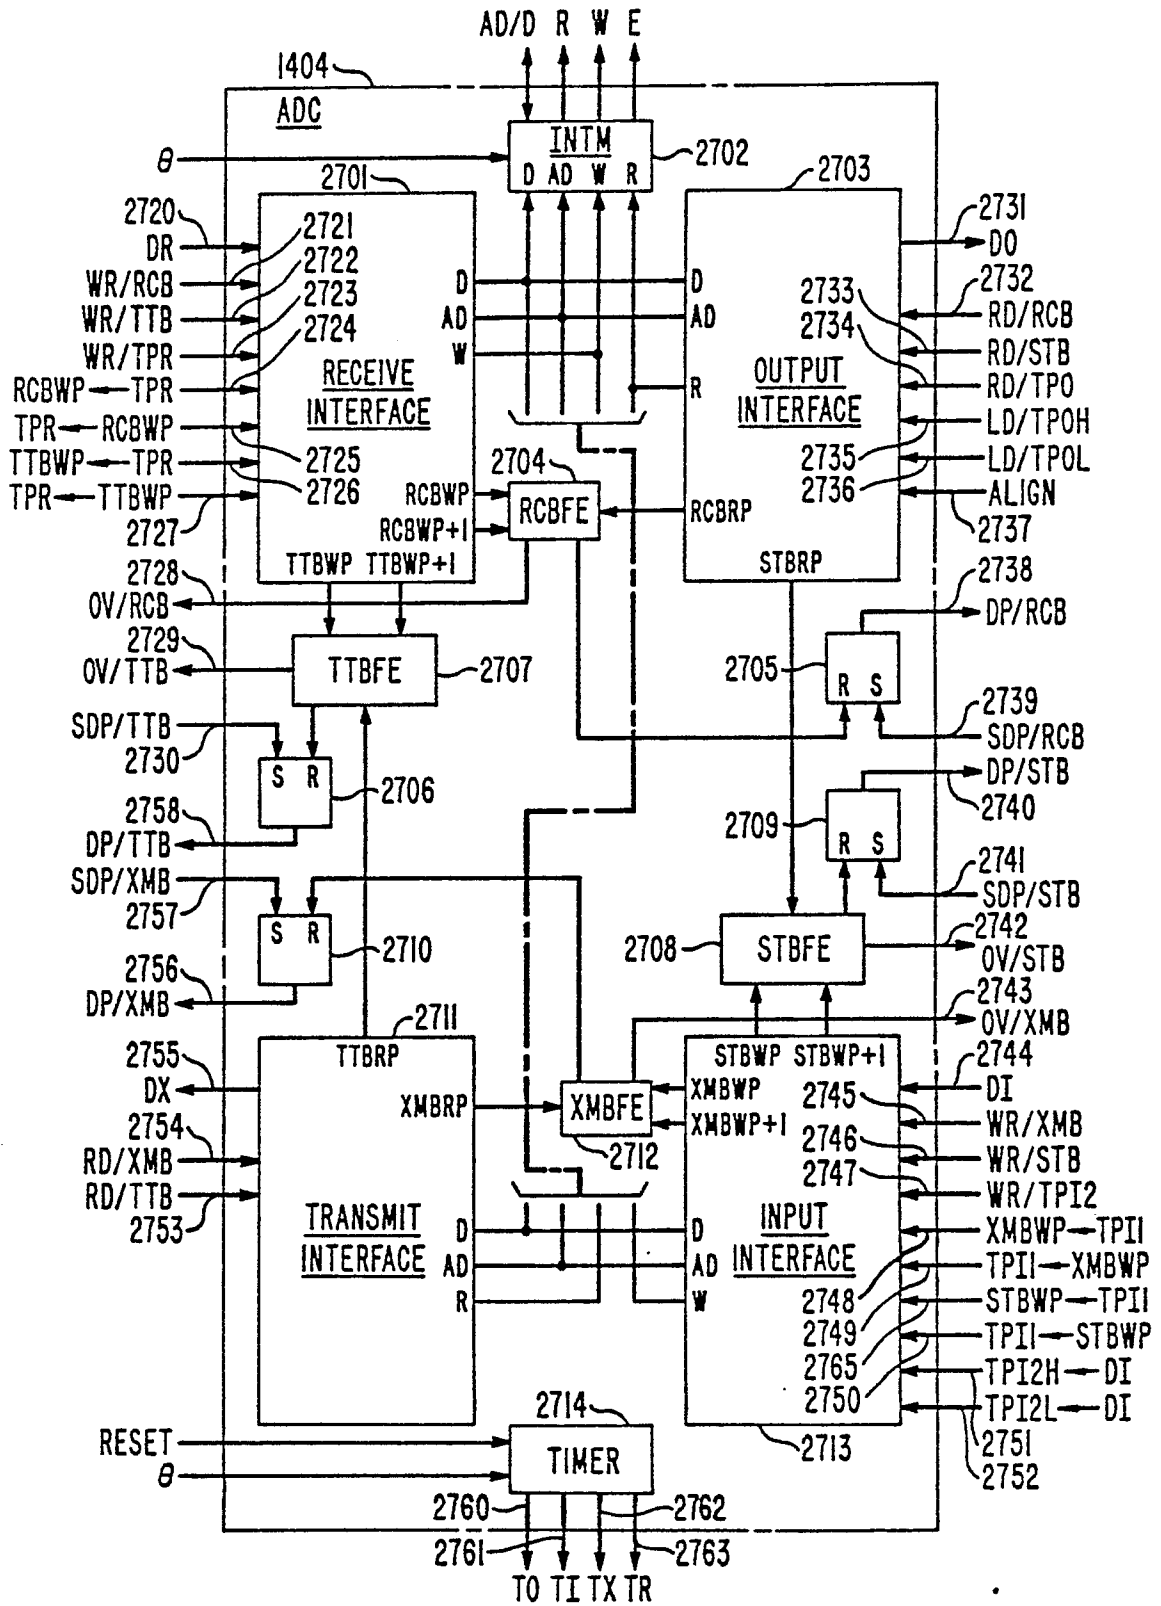 AD/D R W E
1404
ADC
INTM
D AD W R
2702
θ
2701
2703
2720
DR
2721
WR/RCB
2722
WR/TTB
2723
WR/TPR
2724
RCBWP←TPR
TPR←RCBWP
2725
TTBWP←TPR
2726
TPR←TTBWP
2727
RECEIVE
INTERFACE
D
AD
W
RCBWP
RCBWP+1
TTBWP TTBWP+1
D
AD
R
OUTPUT
INTERFACE
RCBRP
STBRP
2731
DO
2732
RD/RCB
2733
RD/STB
2734
RD/TPO
LD/TPOH
2735
LD/TPOL
2736
ALIGN
2737
2704
RCBFE
2728
OV/RCB
2729
OV/TTB
TTBFE
2707
SDP/TTB
2730
S R
2706
2758
DP/TTB
SDP/XMB
2757
S R
2710
2756
DP/XMB
2738
DP/RCB
2705
R S
2739
SDP/RCB
DP/STB
2740
2709
R S
2741
SDP/STB
2708
STBFE
2742
OV/STB
2743
OV/XMB
2711
TTBRP
2755
DX
XMBRP
2754
RD/XMB
RD/TTB
2753
TRANSMIT
INTERFACE
D
AD
R
XMBFE
2712
STBWP STBWP+1
XMBWP
XMBWP+1
D
AD
W
INPUT
INTERFACE
2744
DI
2745
WR/XMB
2746
WR/STB
2747
WR/TPI2
XMBWP←TPI1
2748
TPI1←XMBWP
2749
STBWP←TPI1
2765
TPI1←STBWP
2750
TPI2H←DI
2751
TPI2L←DI
2752
2713
2714
RESET
θ
TIMER
2760
2761
2762
2763
TO TI TX TR